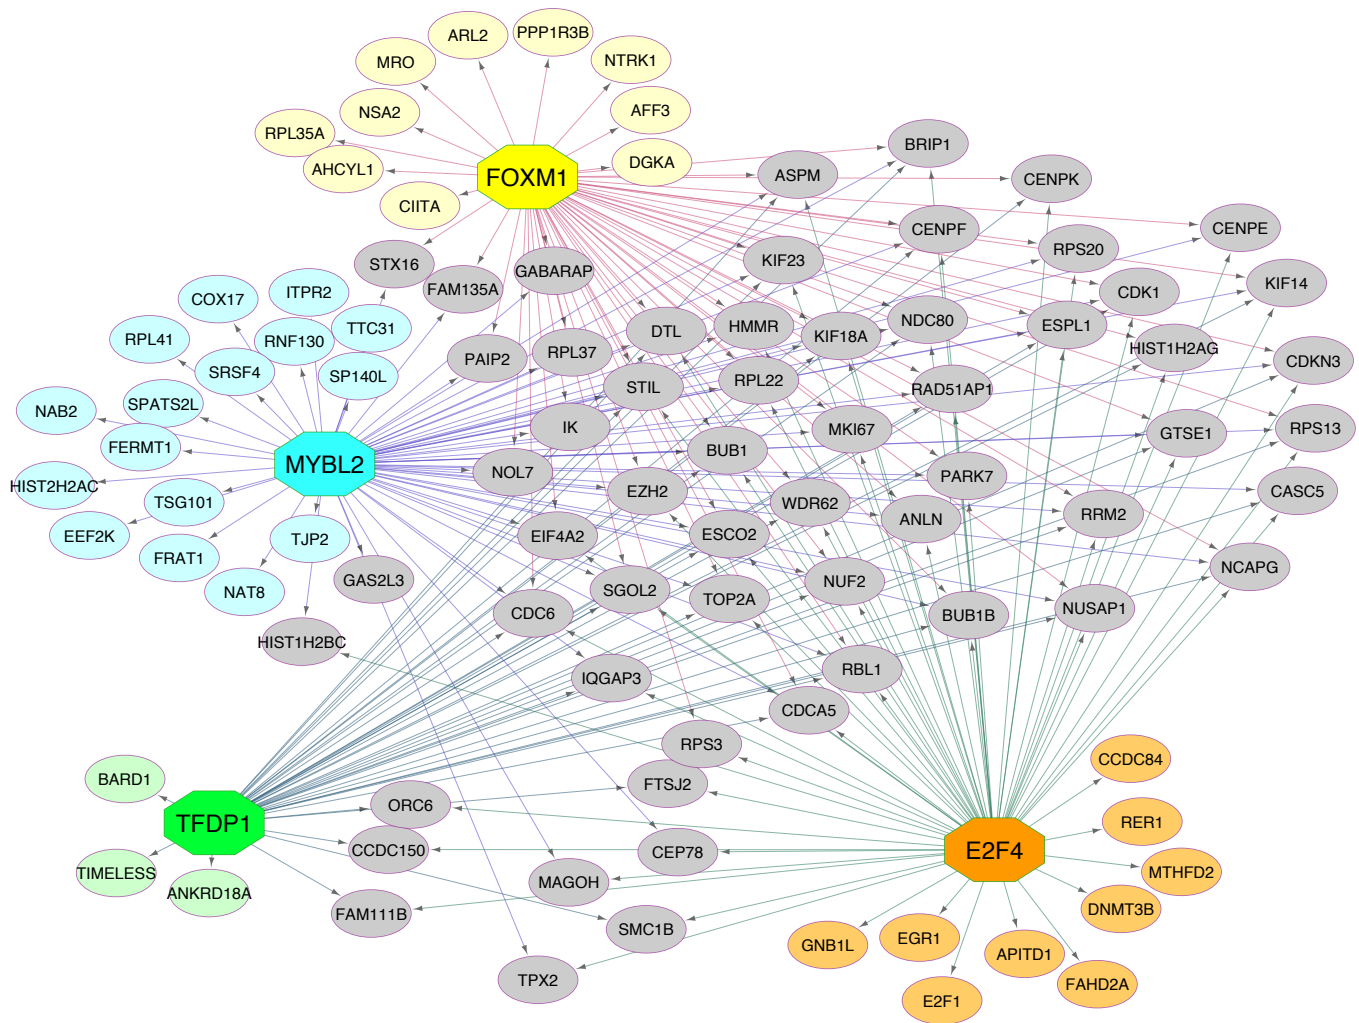 PPP1R3B
ARL2
MRO
NTRK1
NSA2
AFF3
RPL35A
AHCYL1
DGKA
BRIP1
FOXM1
ASPM
CENPK
CIITA
CENPF
CENPE
STX16
GABARAP
KIF23
RPS20
FAM135A
KIF14
COX17
ITPR2
CDK1
TTC31
DTL
HMMR
NDC80
ESPL1
RPL41
RNF130
KIF18A
HIST1H2AG
PAIP2
RPL37
CDKN3
SRSF4
SP140L
STIL
RPL22
RAD51AP1
NAB2
SPATS2L
IK
MKI67
GTSE1
RPS13
FERMT1
MYBL2
BUB1
NOL7
PARK7
HIST2H2AC
EZH2
CASC5
TSG101
WDR62
RRM2
ANLN
EEF2K
TJP2
EIF4A2
ESCO2
FRAT1
NCAPG
GAS2L3
NUF2
NAT8
SGOL2
TOP2A
NUSAP1
CDC6
BUB1B
HIST1H2BC
RBL1
IQGAP3
CDCA5
RPS3
CCDC84
BARD1
FTSJ2
ORC6
TFDP1
RER1
CCDC150
CEP78
E2F4
TIMELESS
MTHFD2
ANKRD18A
MAGOH
DNMT3B
FAM111B
SMC1B
EGR1
GNB1L
APITD1
TPX2
FAHD2A
E2F1